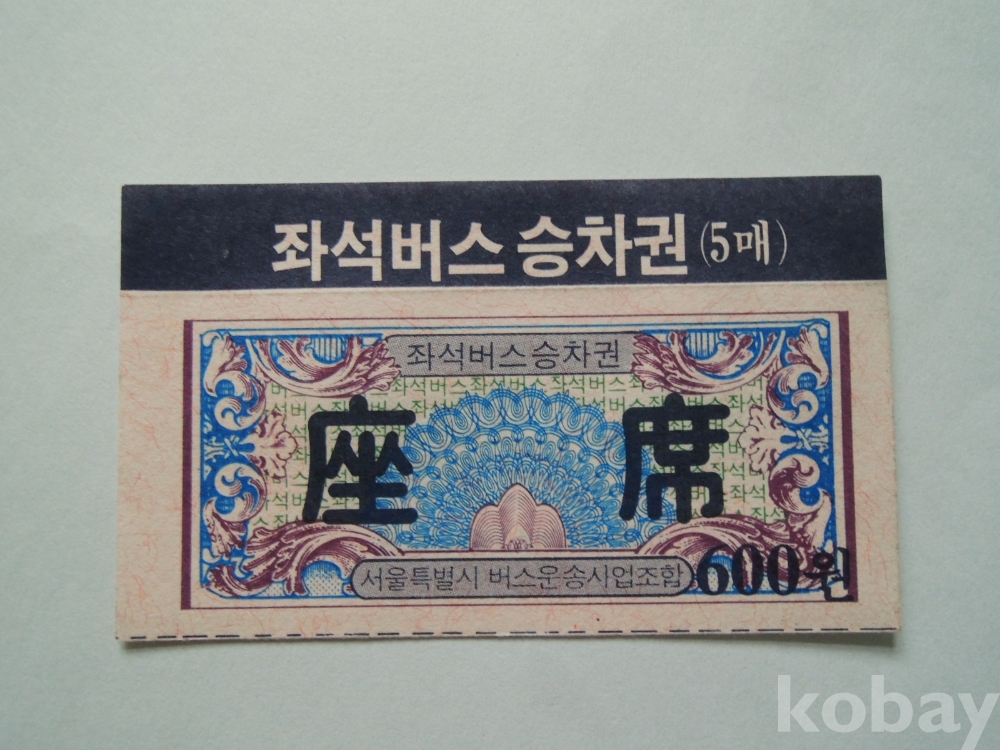 좌석버스 승차권 (5매)
좌석버스승차권
座 席
서울특별시 버스운송사업조합
600원
kobay